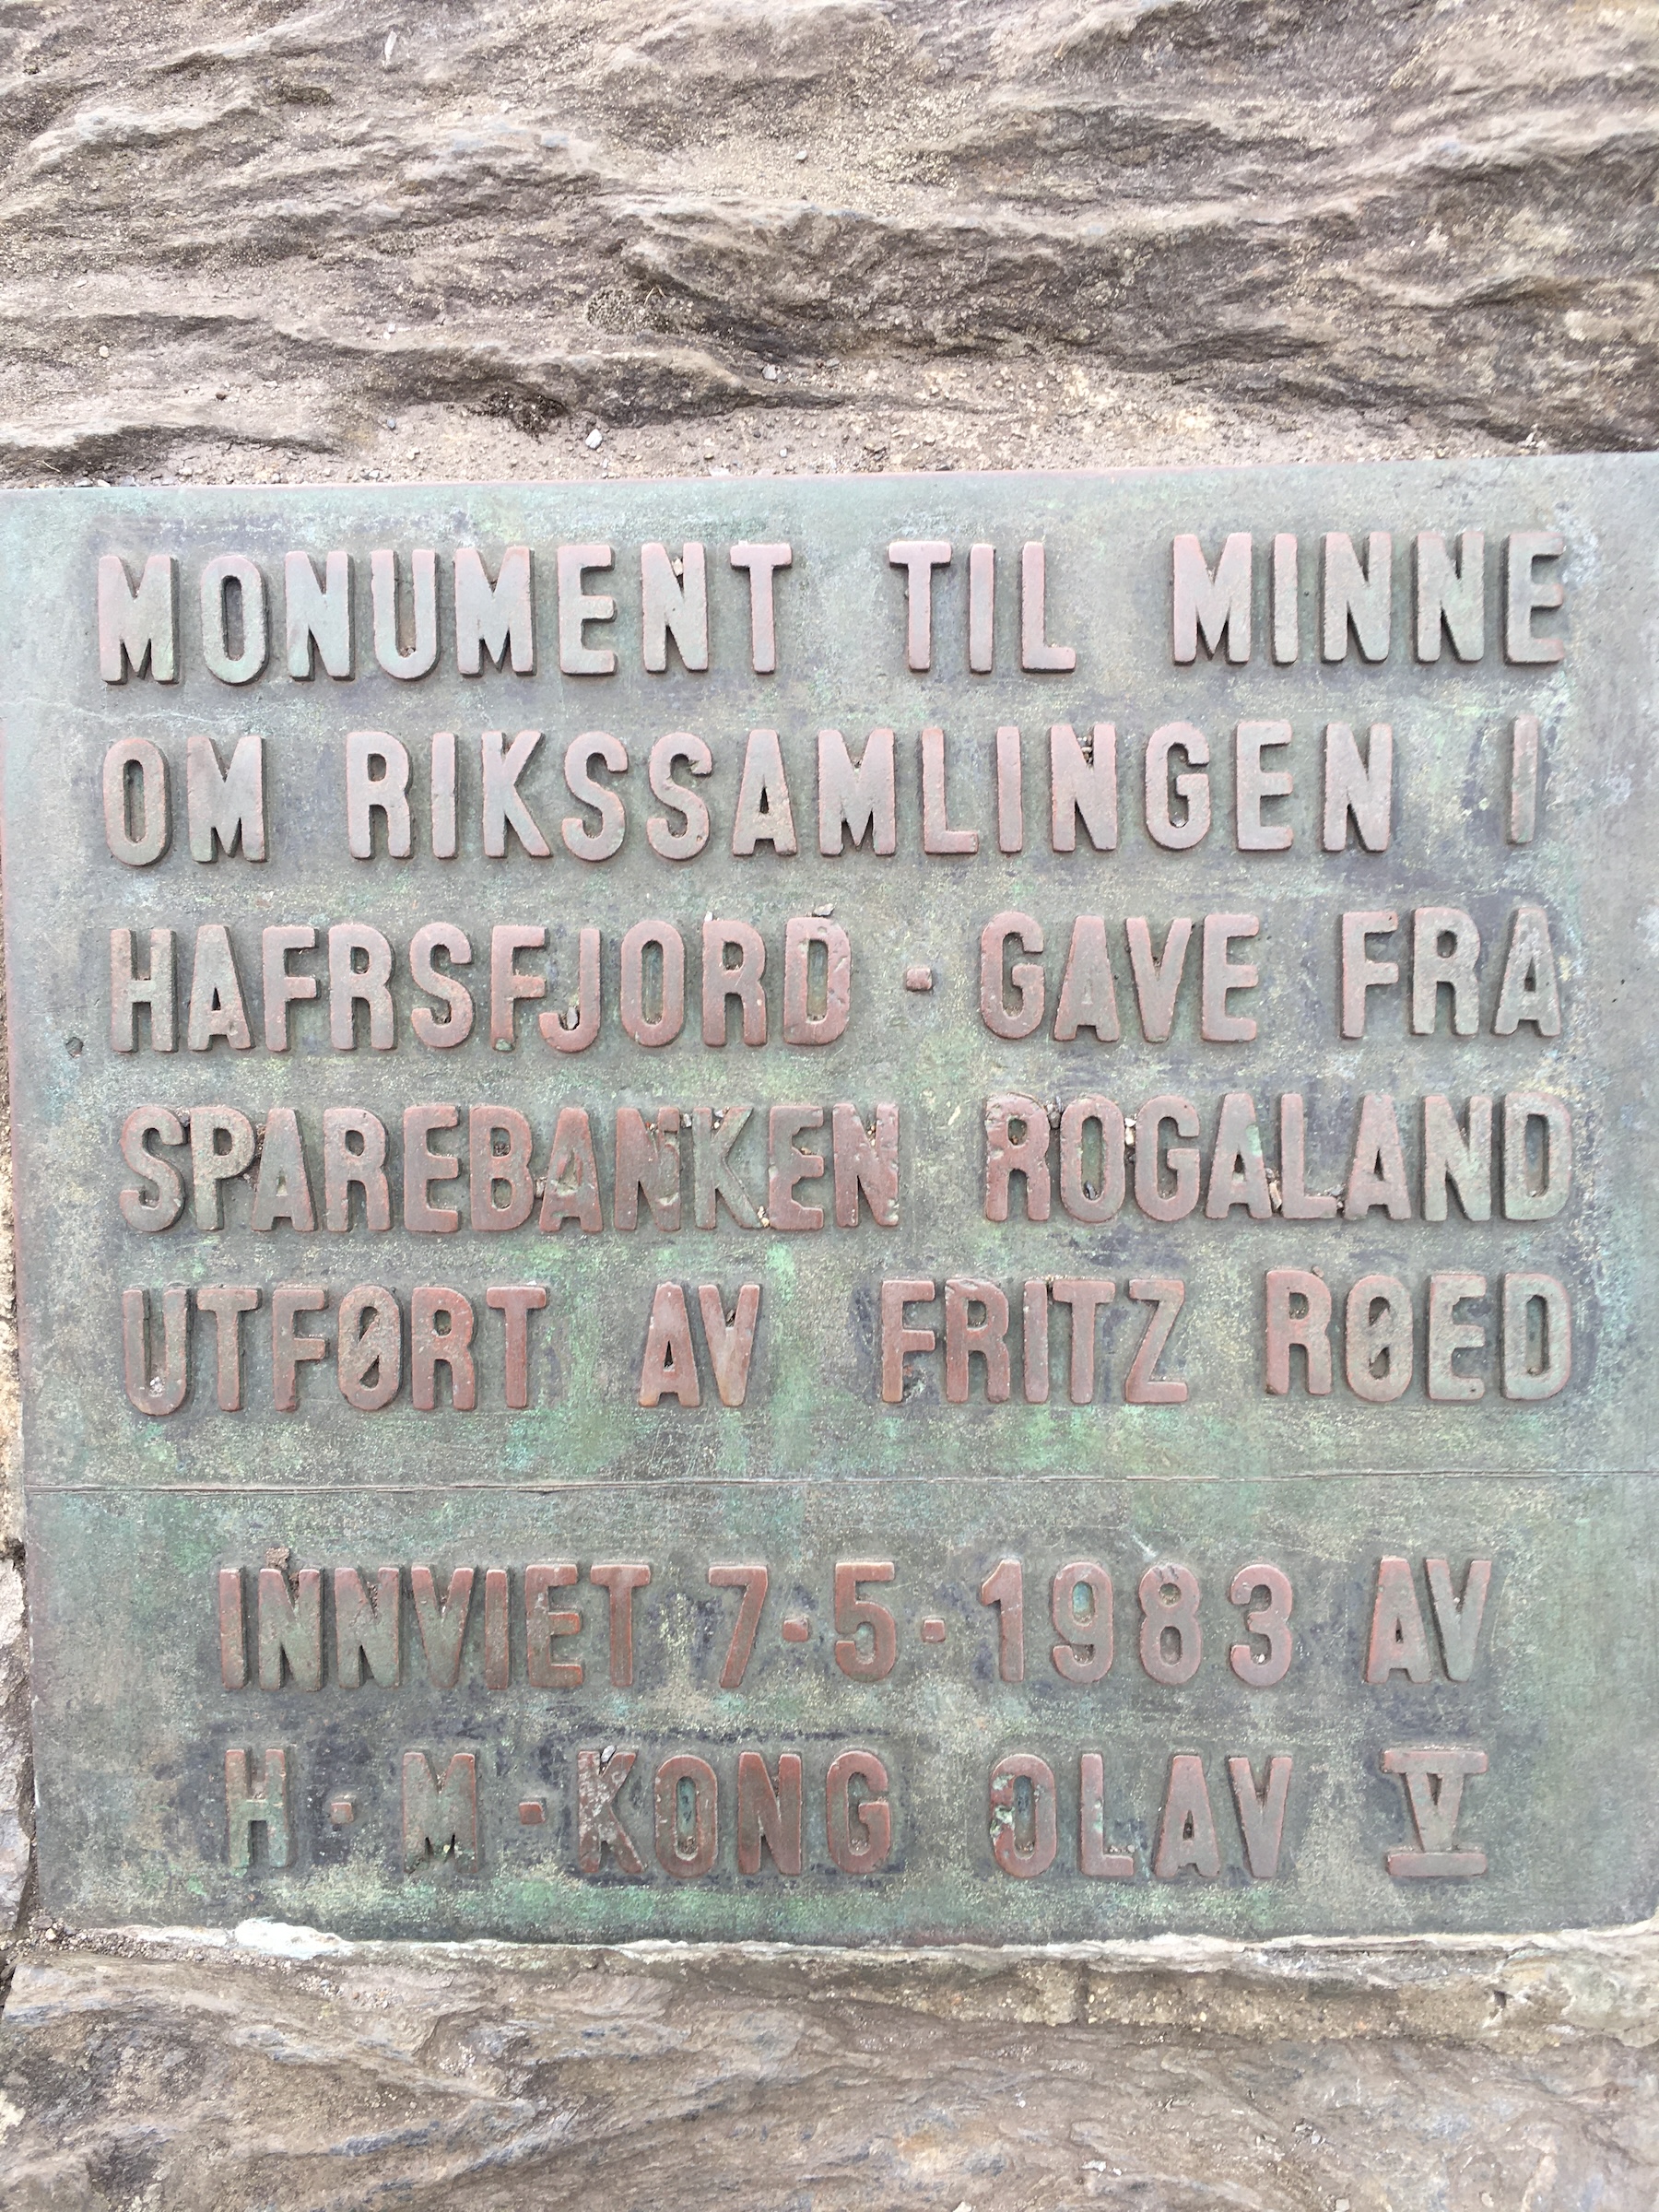 MONUMENT TIL MINNE
OM RIKSSAMLINGEN I
HAFRSFJORD · GAVE FRA
SPAREBANKEN ROGALAND
UTFØRT AV FRITZ RØED
INNVIET 7·5·1983 AV
H·M·KONG OLAV V